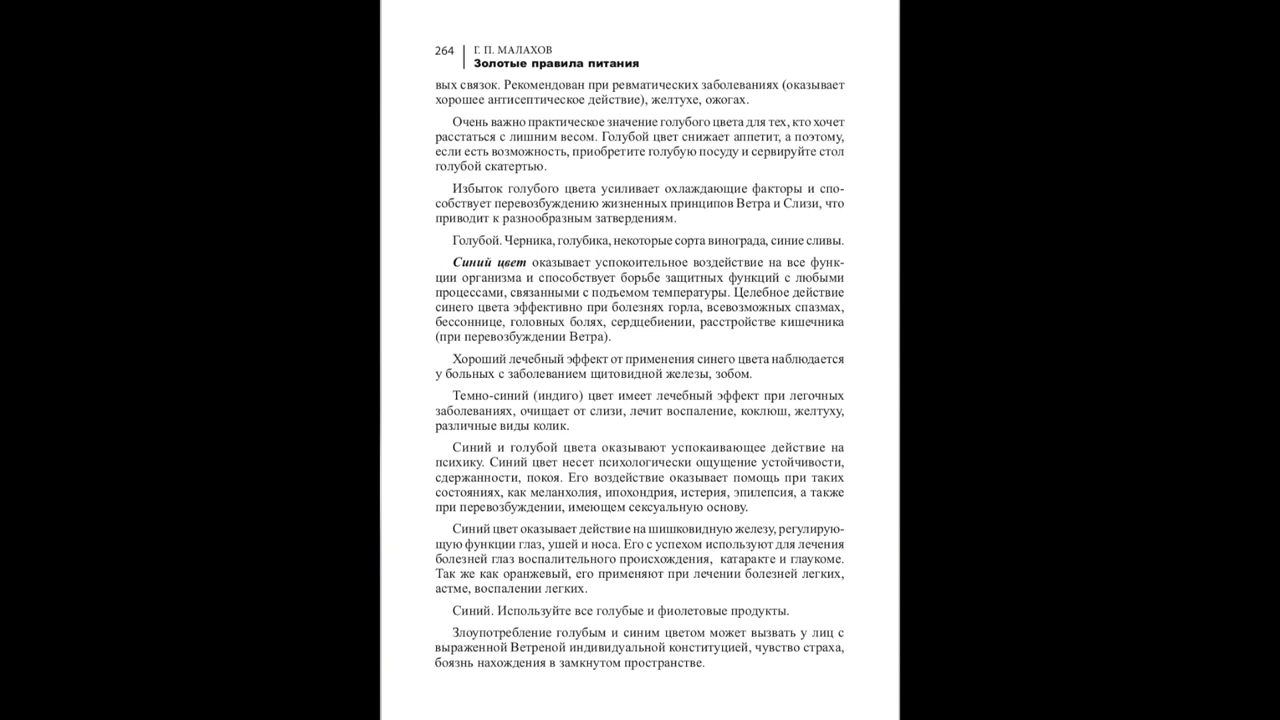 264
Г. П. МАЛАХОВ
Золотые правила питания
вых связок. Рекомендован при ревматических заболеваниях (оказывает
хорошее антисептическое действие), желтухе, ожогах.
Очень важно практическое значение голубого цвета для тех, кто хочет
расстаться с лишним весом. Голубой цвет снижает аппетит, а поэтому,
если есть возможность, приобретите голубую посуду и сервируйте стол
голубой скатертью.
Избыток голубого цвета усиливает охлаждающие факторы и спо-
собствует перевозбуждению жизненных принципов Ветра и Слизи, что
приводит к разнообразным затвердениям.
Голубой. Черника, голубика, некоторые сорта винограда, синие сливы.
Синий цвет оказывает успокоительное воздействие на все функ-
ции организма и способствует борьбе защитных функций с любыми
процессами, связанными с подъемом температуры. Целебное действие
синего цвета эффективно при болезнях горла, всевозможных спазмах,
бессоннице, головных болях, сердцебиении, расстройстве кишечника
(при перевозбуждении Ветра).
Хороший лечебный эффект от применения синего цвета наблюдается
у больных с заболеванием щитовидной железы, зобом.
Темно-синий (индиго) цвет имеет лечебный эффект при легочных
заболеваниях, очищает от слизи, лечит воспаление, коклюш, желтуху,
различные виды колик.
Синий и голубой цвета оказывают успокаивающее действие на
психику. Синий цвет несет психологически ощущение устойчивости,
сдержанности, покоя. Его воздействие оказывает помощь при таких
состояниях, как меланхолия, ипохондрия, истерия, эпилепсия, а также
при перевозбуждении, имеющем сексуальную основу.
Синий цвет оказывает действие на шишковидную железу, регулирую-
щую функции глаз, ушей и носа. Его с успехом используют для лечения
болезней глаз воспалительного происхождения, катаракте и глаукоме.
Так же как оранжевый, его применяют при лечении болезней легких,
астме, воспалении легких.
Синий. Используйте все голубые и фиолетовые продукты.
Злоупотребление голубым и синим цветом может вызвать у лиц с
выраженной Ветреной индивидуальной конституцией, чувство страха,
боязнь нахождения в замкнутом пространстве.